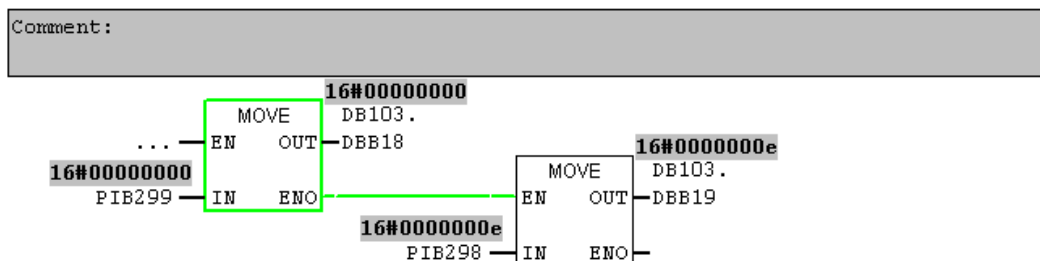 Comment:
16#00000000
MOVE DB103.
... EN OUT DBB18
16#00000000
PIB299 IN ENO
16#0000000e
MOVE DB103.
EN OUT DBB19
16#0000000e
PIB298 IN ENO